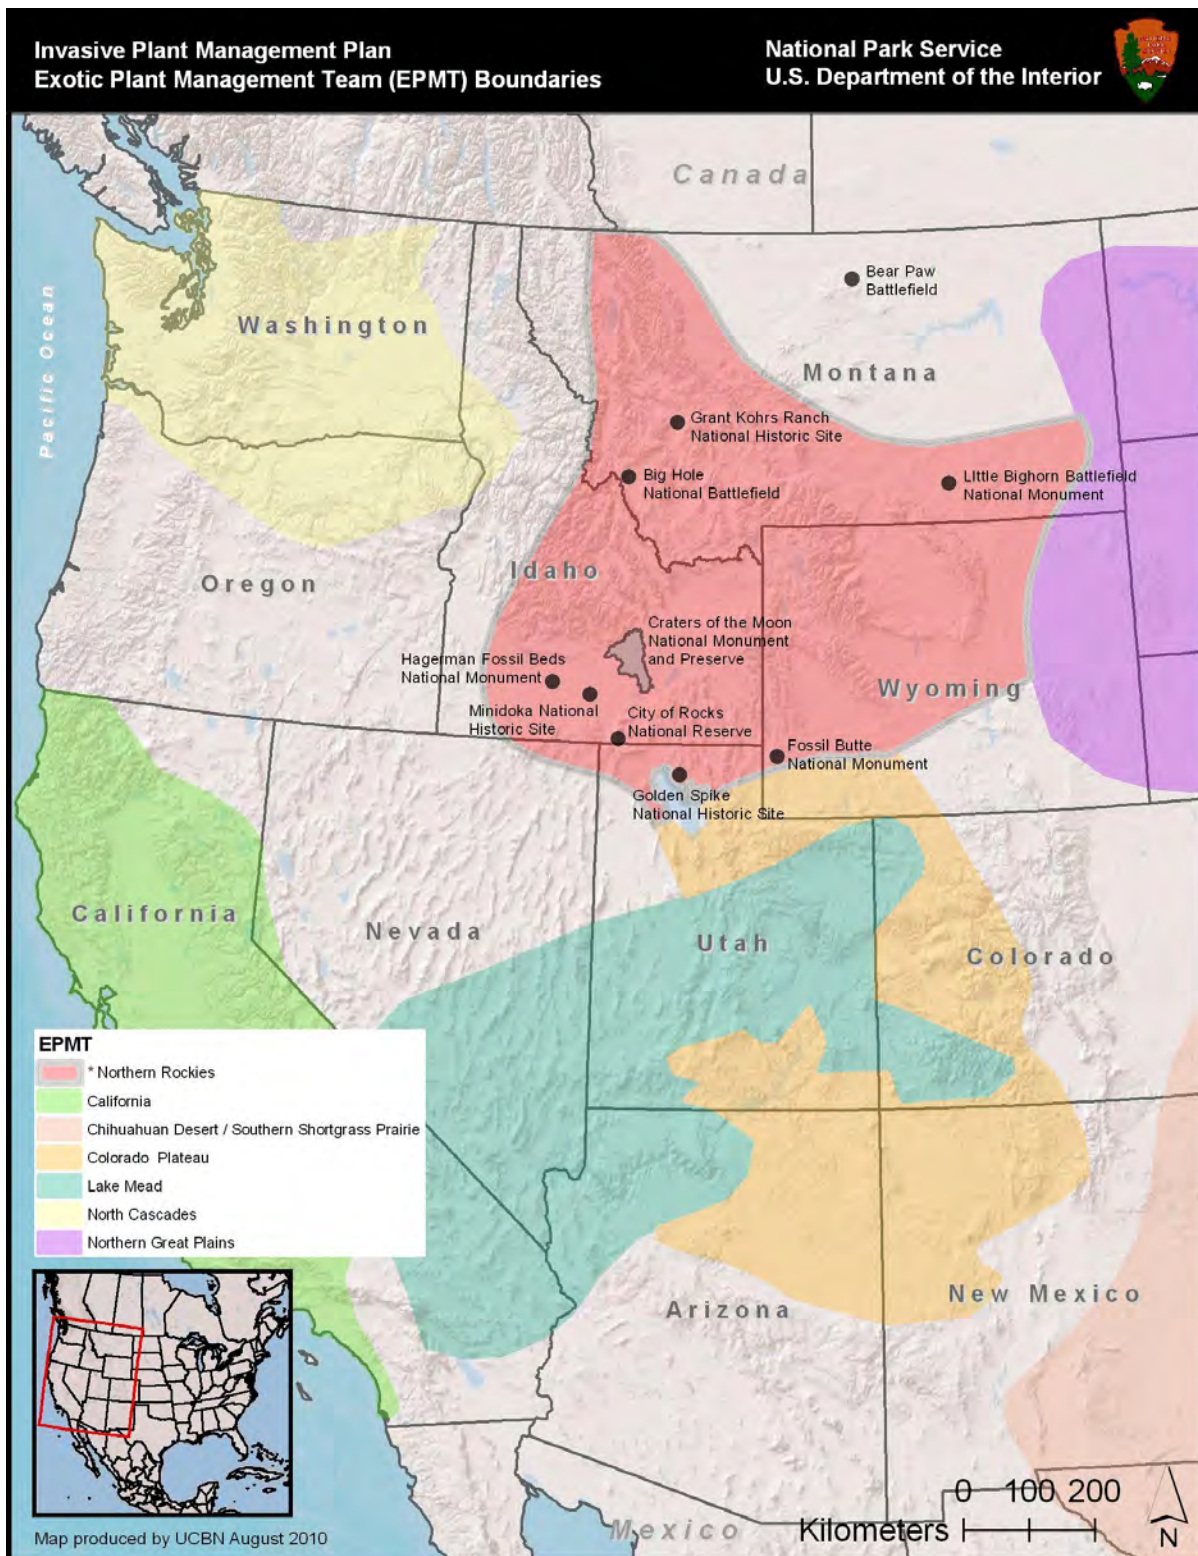 Invasive Plant Management Plan
Exotic Plant Management Team (EPMT) Boundaries
National Park Service
U.S. Department of the Interior
Canada
Pacific Ocean
Washington
Bear Paw
Battlefield
Montana
Grant Kohrs Ranch
National Historic Site
Big Hole
National Battlefield
LIttle Bighorn Battlefield
National Monument
Oregon
Idaho
Craters of the Moon
National Monument
and Preserve
Hagerman Fossil Beds
National Monument
Minidoka National
Historic Site
City of Rocks
National Reserve
Wyoming
Fossil Butte
National Monument
Golden Spike
National Historic Site
California
Nevada
Utah
Colorado
EPMT
* Northern Rockies
California
Chihuahuan Desert / Southern Shortgrass Prairie
Colorado Plateau
Lake Mead
North Cascades
Northern Great Plains
Arizona
New Mexico
Mexico
0 100 200
Kilometers
N
Map produced by UCBN August 2010